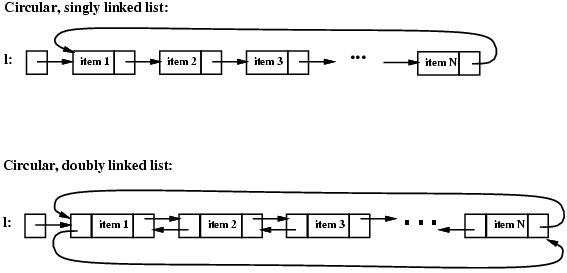 Circular, singly linked list:
l: item 1 item 2 item 3 ... item N
Circular, doubly linked list:
l: item 1 item 2 item 3 . . . item N